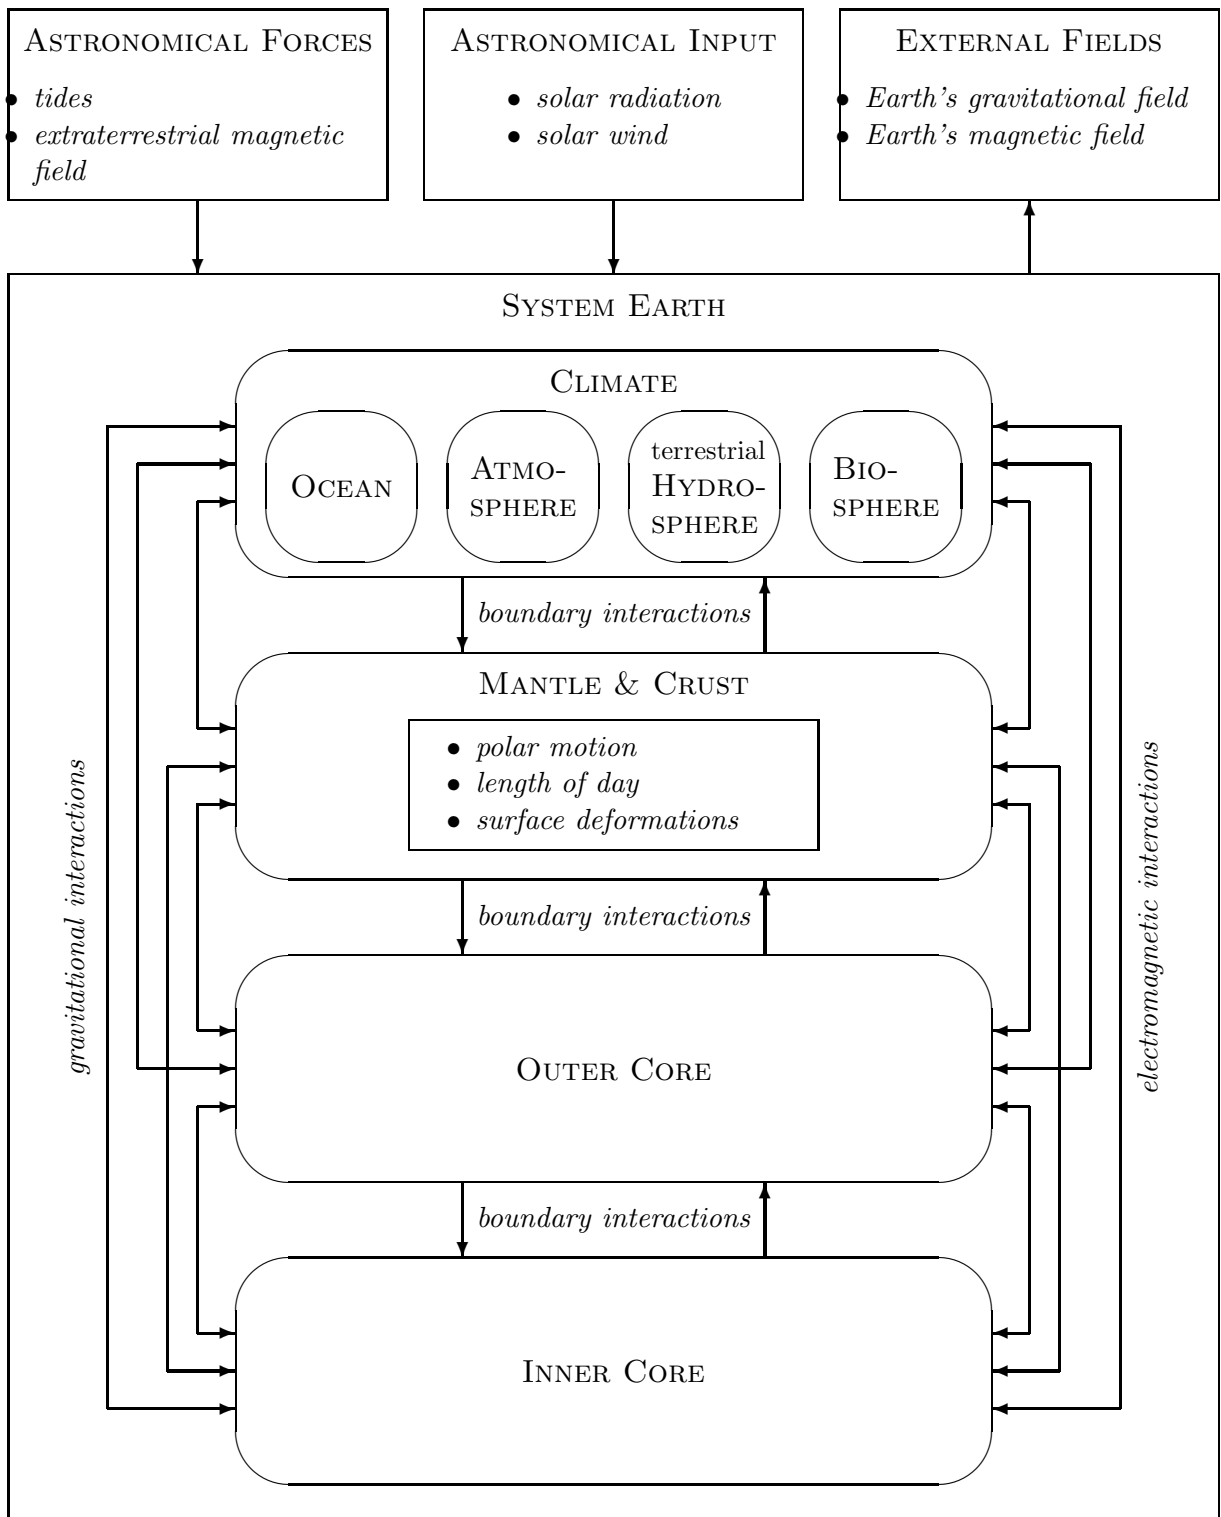 ASTRONOMICAL FORCES
• tides
• extraterrestrial magnetic
field
ASTRONOMICAL INPUT
• solar radiation
• solar wind
EXTERNAL FIELDS
• Earth's gravitational field
• Earth's magnetic field
SYSTEM EARTH
CLIMATE
OCEAN
ATMO-
SPHERE
terrestrial
HYDRO-
SPHERE
BIO-
SPHERE
boundary interactions
MANTLE & CRUST
• polar motion
• length of day
• surface deformations
gravitational interactions
electromagnetic interactions
boundary interactions
OUTER CORE
boundary interactions
INNER CORE